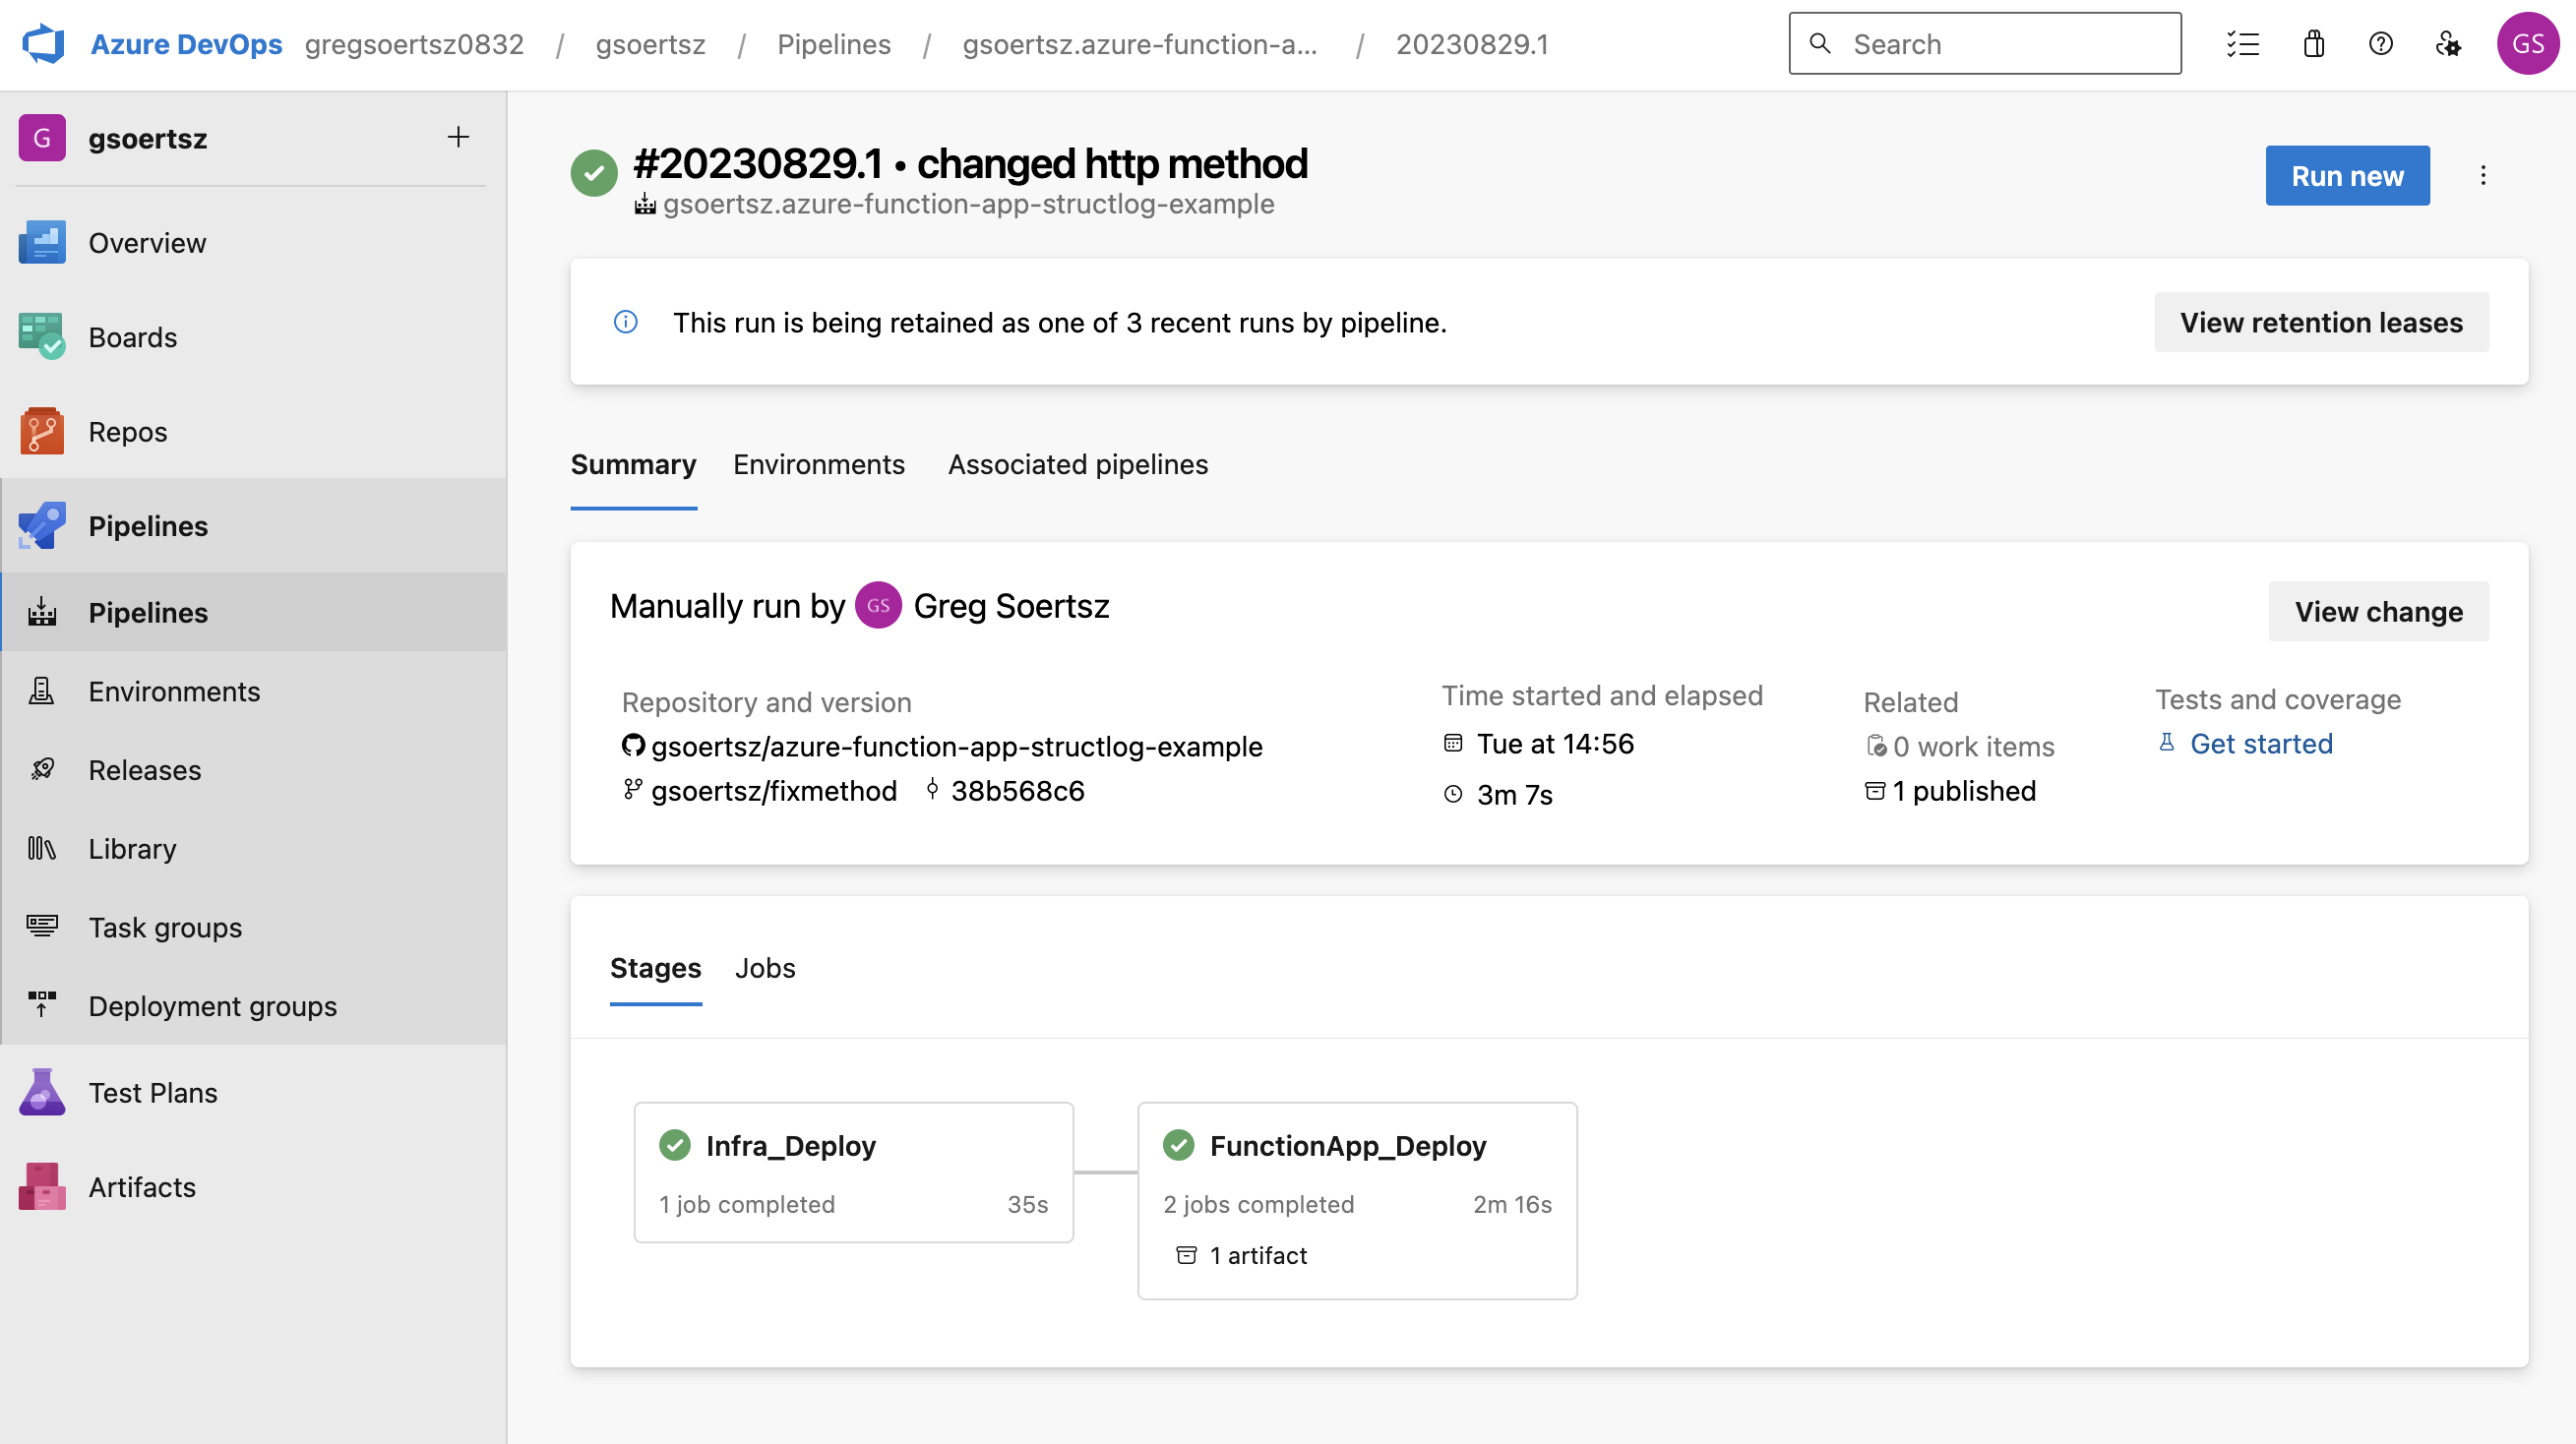 Azure DevOps gregsoertsz0832 / gsoertsz / Pipelines / gsoertsz.azure-function-a... / 20230829.1
Search
GS
G gsoertsz
Overview
Boards
Repos
Pipelines
Pipelines
Environments
Releases
Library
Task groups
Deployment groups
Test Plans
Artifacts
#20230829.1 • changed http method
gsoertsz.azure-function-app-structlog-example
Run new
This run is being retained as one of 3 recent runs by pipeline.
View retention leases
Summary Environments Associated pipelines
Manually run by GS Greg Soertsz
View change
Repository and version
gsoertsz/azure-function-app-structlog-example
gsoertsz/fixmethod 38b568c6
Time started and elapsed
Tue at 14:56
3m 7s
Related
0 work items
1 published
Tests and coverage
Get started
Stages Jobs
Infra_Deploy
1 job completed 35s
FunctionApp_Deploy
2 jobs completed 2m 16s
1 artifact